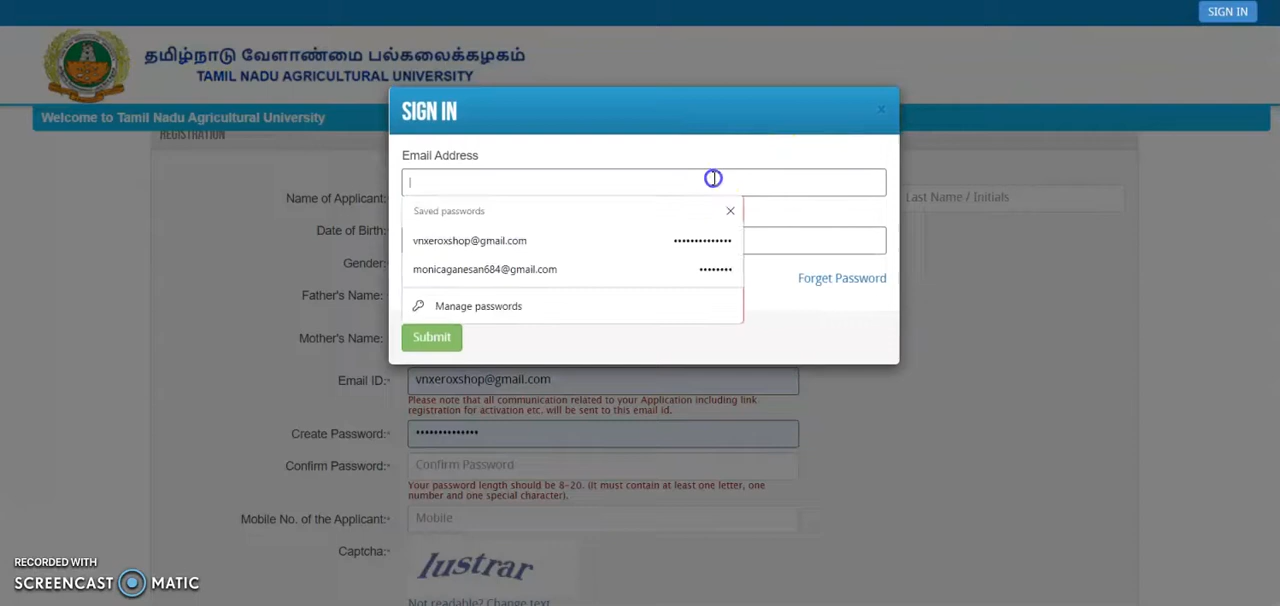 SIGN IN
தமிழ்நாடு வேளாண்மை பல்கலைக்கழகம்
TAMIL NADU AGRICULTURAL UNIVERSITY
Welcome to Tamil Nadu Agricultural University
REGISTRATION
SIGN IN
×
Email Address
Saved passwords
vnxeroxshop@gmail.com ••••••••••••••
monicaganesan684@gmail.com ••••••••
Manage passwords
Forget Password
Submit
Name of Applicant:
Last Name / Initials
Date of Birth:
Gender:
Father's Name:
Mother's Name:
Email ID:* vnxeroxshop@gmail.com
Please note that all communication related to your Application including link
registration for activation etc. will be sent to this email id.
Create Password:* ••••••••••••••
Confirm Password:* Confirm Password
Your password length should be 8-20. (It must contain at least one letter, one
number and one special character).
Mobile No. of the Applicant:* Mobile
Captcha:* lustrar
Not readable? Change text.
RECORDED WITH
SCREENCAST MATIC